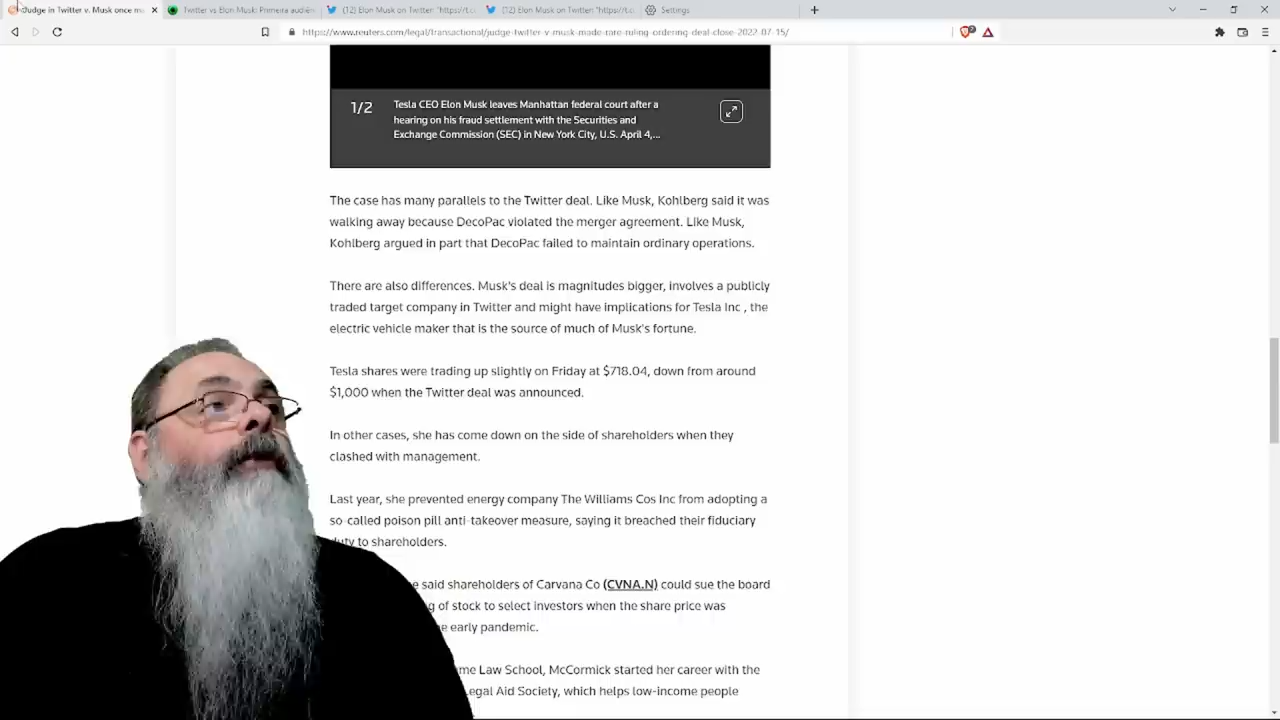 Judge in Twitter v. Musk once m
Twitter vs Elon Musk: Primeira audiên
(12) Elon Musk on Twitter: "https://t.c
(12) Elon Musk on Twitter: "https://t.c
Settings
https://www.reuters.com/legal/transactional/judge-twitter-v-musk-made-rare-ruling-ordering-deal-close-2022-07-15/
1/2
Tesla CEO Elon Musk leaves Manhattan federal court after a
hearing on his fraud settlement with the Securities and
Exchange Commission (SEC) in New York City, U.S. April 4,...
The case has many parallels to the Twitter deal. Like Musk, Kohlberg said it was
walking away because DecoPac violated the merger agreement. Like Musk,
Kohlberg argued in part that DecoPac failed to maintain ordinary operations.
There are also differences. Musk's deal is magnitudes bigger, involves a publicly
traded target company in Twitter and might have implications for Tesla Inc , the
electric vehicle maker that is the source of much of Musk's fortune.
Tesla shares were trading up slightly on Friday at $718.04, down from around
$1,000 when the Twitter deal was announced.
In other cases, she has come down on the side of shareholders when they
clashed with management.
Last year, she prevented energy company The Williams Cos Inc from adopting a
so-called poison pill anti-takeover measure, saying it breached their fiduciary
duty to shareholders.
e said shareholders of Carvana Co (CVNA.N) could sue the board
g of stock to select investors when the share price was
e early pandemic.
me Law School, McCormick started her career with the
egal Aid Society, which helps low-income people